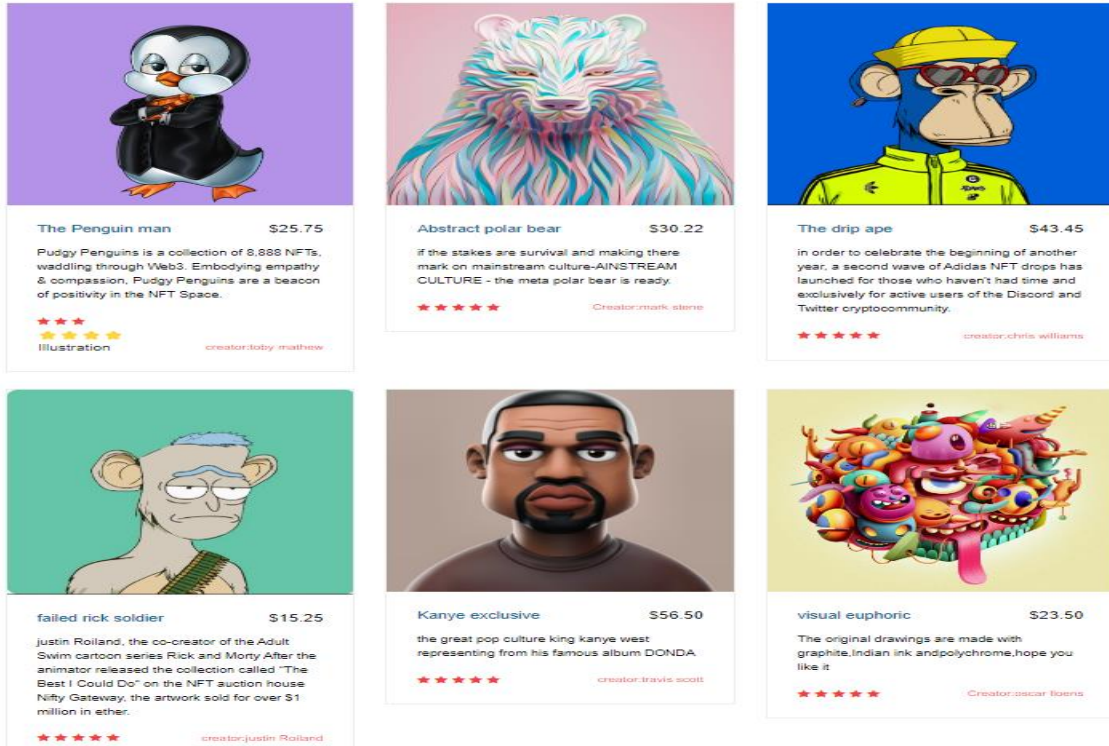 The Penguin man $25.75
Pudgy Penguins is a collection of 8,888 NFTs,
waddling through Web3. Embodying empathy
& compassion, Pudgy Penguins are a beacon
of positivity in the NFT Space.
Illustration creator:toby mathew
Abstract polar bear $30.22
if the stakes are survival and making there
mark on mainstream culture-AINSTREAM
CULTURE - the meta polar bear is ready.
Creator:mark stene
The drip ape $43.45
in order to celebrate the beginning of another
year, a second wave of Adidas NFT drops has
launched for those who haven't had time and
exclusively for active users of the Discord and
Twitter cryptocommunity.
creator:chris williams
failed rick soldier $15.25
justin Roiland, the co-creator of the Adult
Swim cartoon series Rick and Morty After the
animator released the collection called "The
Best I Could Do" on the NFT auction house
Nifty Gateway, the artwork sold for over $1
million in ether.
creator:justin Roiland
Kanye exclusive $56.50
the great pop culture king kanye west
representing from his famous album DONDA
creator:travis scott
visual euphoric $23.50
The original drawings are made with
graphite,Indian ink andpolychrome,hope you
like it
Creator:oscar